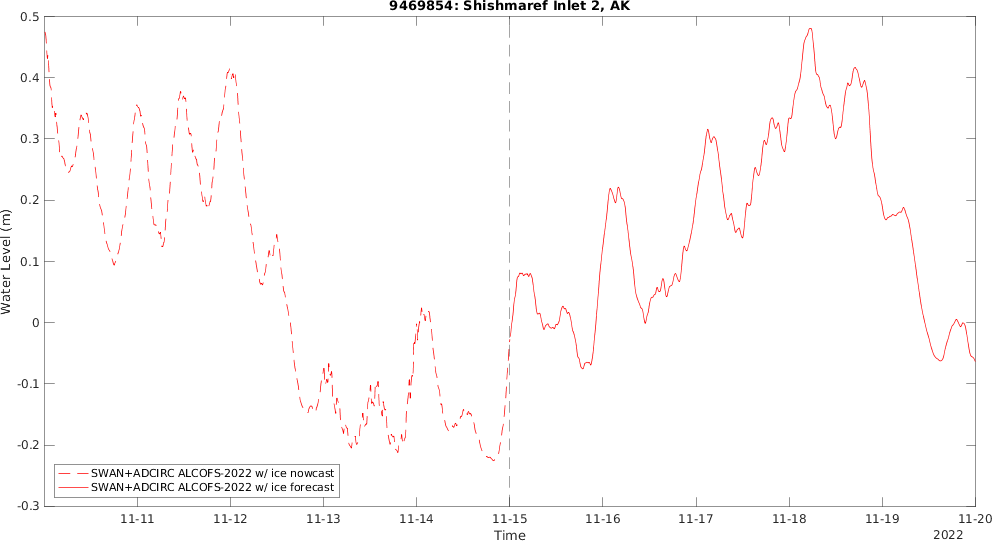 9469854: Shishmaref Inlet 2, AK
0.5
0.4
0.3
0.2
0.1
0
-0.1
-0.2
-0.3
Water Level (m)
SWAN+ADCIRC ALCOFS-2022 w/ ice nowcast
SWAN+ADCIRC ALCOFS-2022 w/ ice forecast
11-11 11-12 11-13 11-14 11-15 11-16 11-17 11-18 11-19 11-20
Time
2022